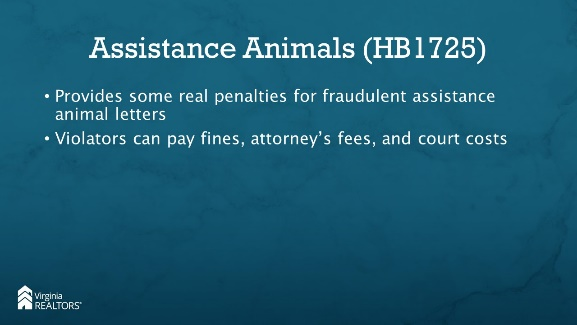 Assistance Animals (HB1725)
• Provides some real penalties for fraudulent assistance
animal letters
• Violators can pay fines, attorney’s fees, and court costs
Virginia
REALTORS®